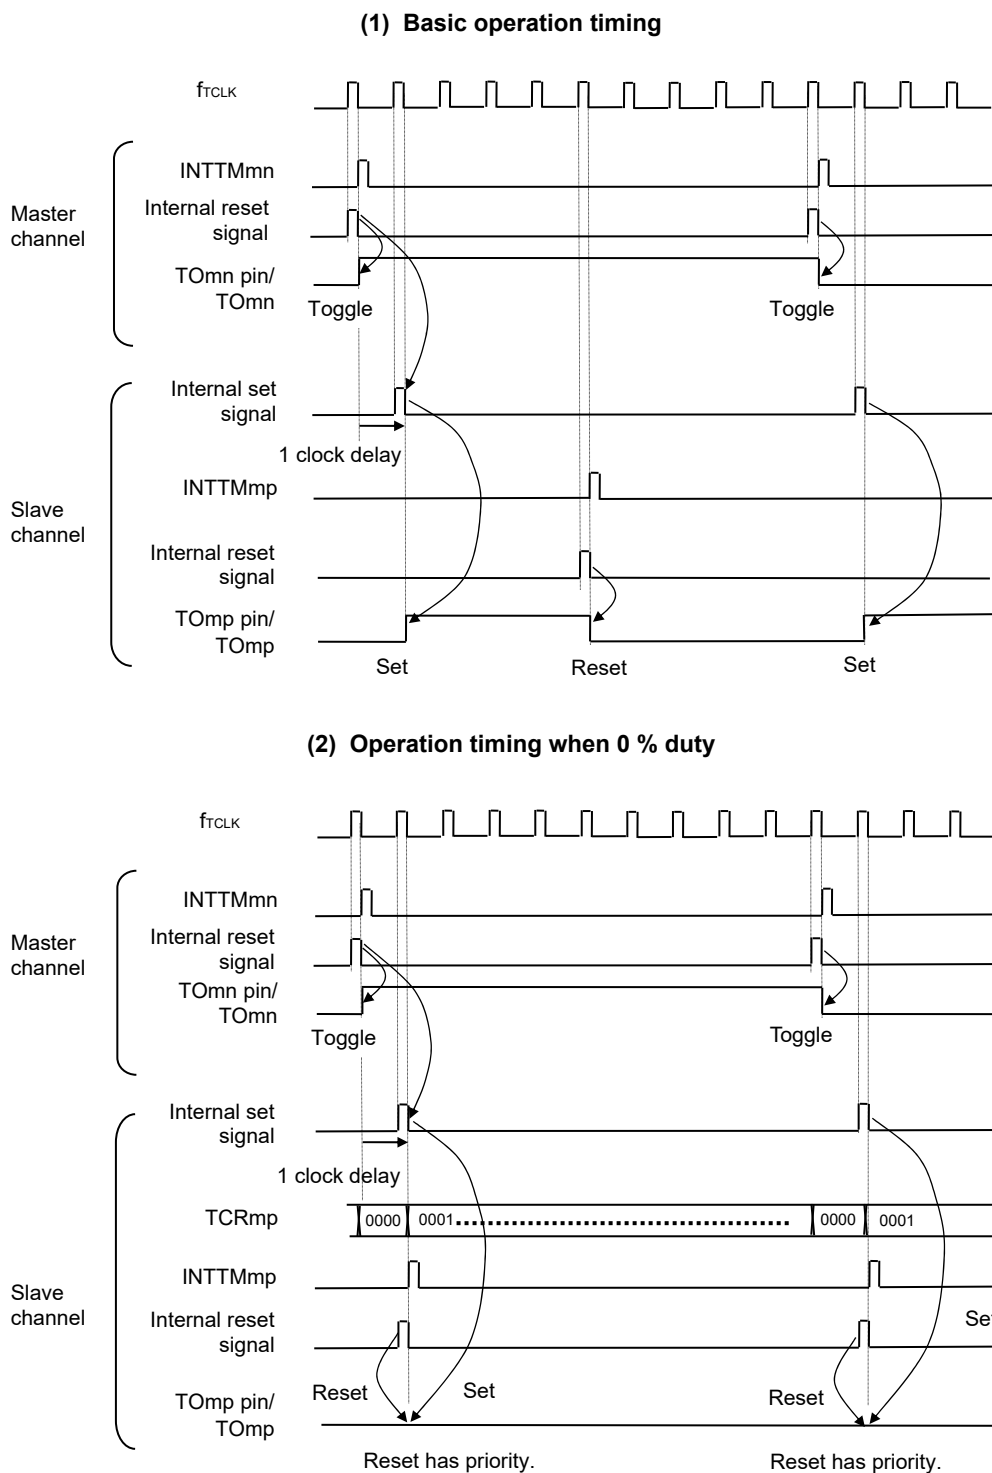 (1) Basic operation timing
fTCLK
INTTMmn
Internal reset
signal
Master
channel
TOmn pin/
TOmn
Toggle
Toggle
Internal set
signal
1 clock delay
INTTMmp
Slave
channel
Internal reset
signal
TOmp pin/
TOmp
Set
Reset
Set
(2) Operation timing when 0 % duty
fTCLK
INTTMmn
Internal reset
signal
Master
channel
TOmn pin/
TOmn
Toggle
Toggle
Internal set
signal
1 clock delay
TCRmp
0000 0001 0000 0001
INTTMmp
Slave
channel
Internal reset
signal
Set
Reset
Set
Reset
TOmp pin/
TOmp
Reset has priority.
Reset has priority.